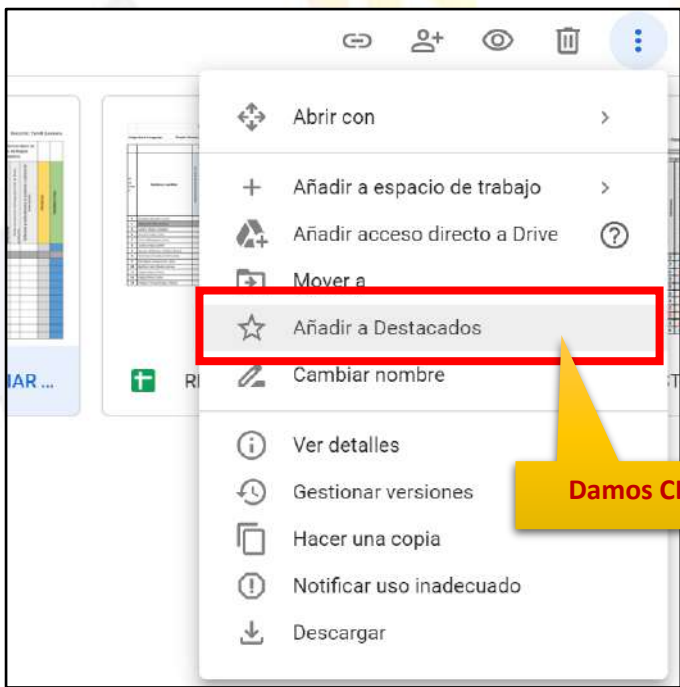 Abrir con
Añadir a espacio de trabajo
Añadir acceso directo a Drive
Mover a
Añadir a Destacados
IAR ...
Cambiar nombre
Ver detalles
Gestionar versiones
Damos
Hacer una copia
Notificar uso inadecuado
Descargar